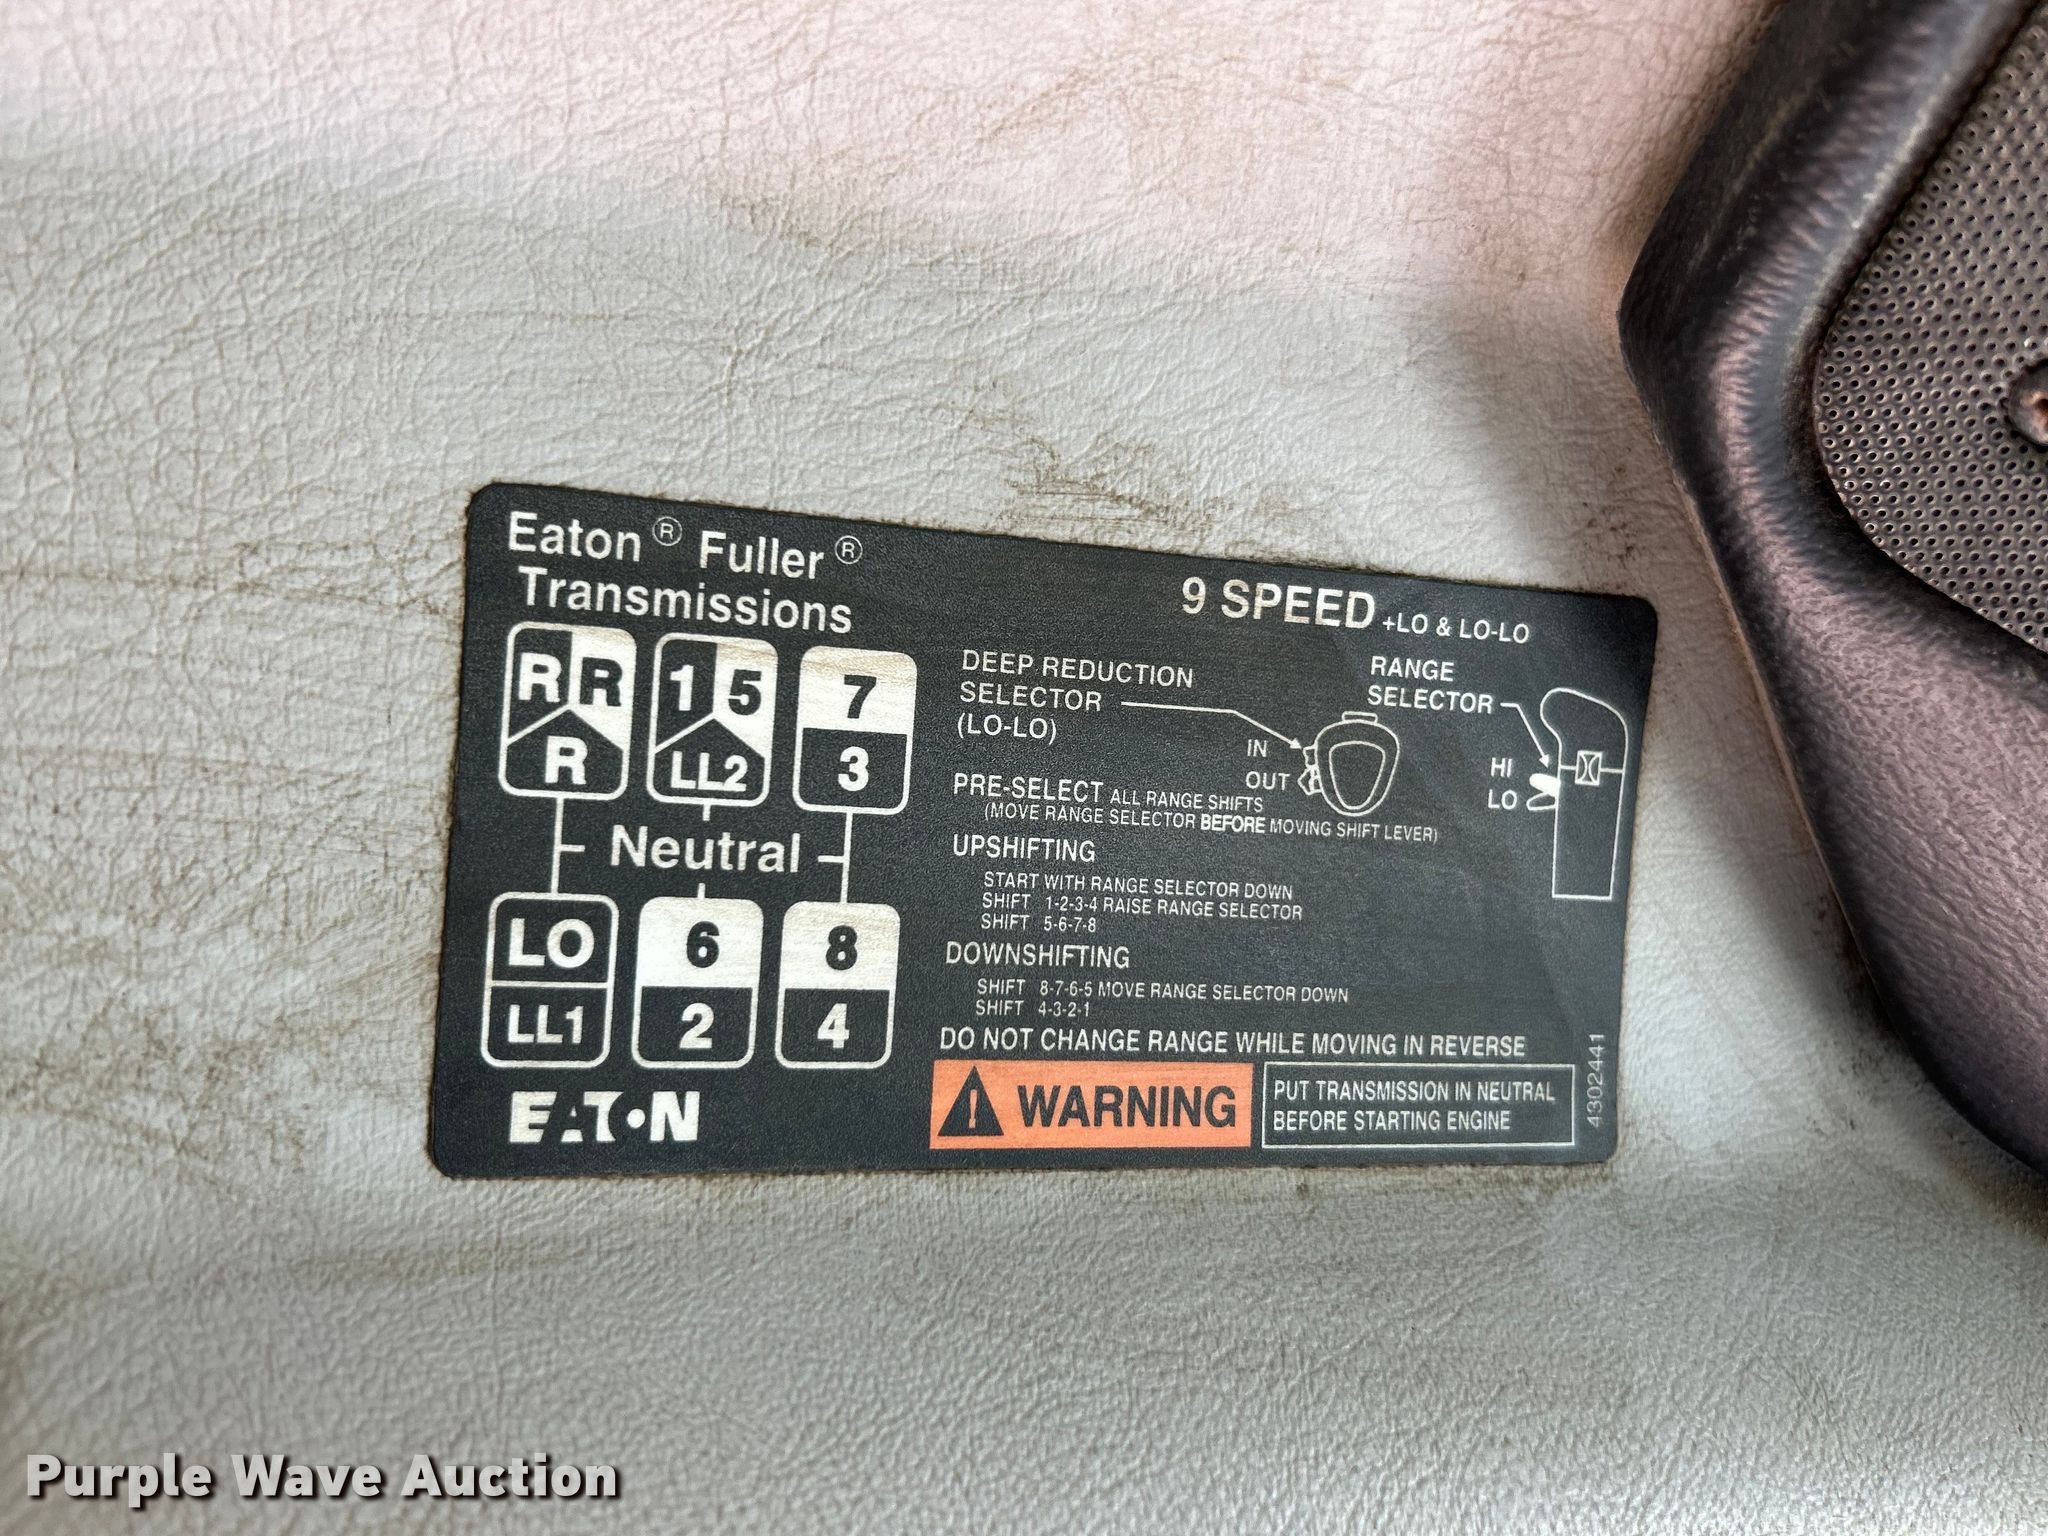 Eaton® Fuller®
Transmissions
9 SPEED +LO & LO-LO
R R
R
1 5
LL2
7
3
Neutral
LO
LL1
6
2
8
4
EATON
DEEP REDUCTION
SELECTOR
(LO-LO)
IN
OUT
RANGE
SELECTOR
HI
LO
PRE-SELECT ALL RANGE SHIFTS
(MOVE RANGE SELECTOR BEFORE MOVING SHIFT LEVER)
UPSHIFTING
START WITH RANGE SELECTOR DOWN
SHIFT 1-2-3-4 RAISE RANGE SELECTOR
SHIFT 5-6-7-8
DOWNSHIFTING
SHIFT 8-7-6-5 MOVE RANGE SELECTOR DOWN
SHIFT 4-3-2-1
DO NOT CHANGE RANGE WHILE MOVING IN REVERSE
! WARNING
PUT TRANSMISSION IN NEUTRAL
BEFORE STARTING ENGINE
4302441
Purple Wave Auction